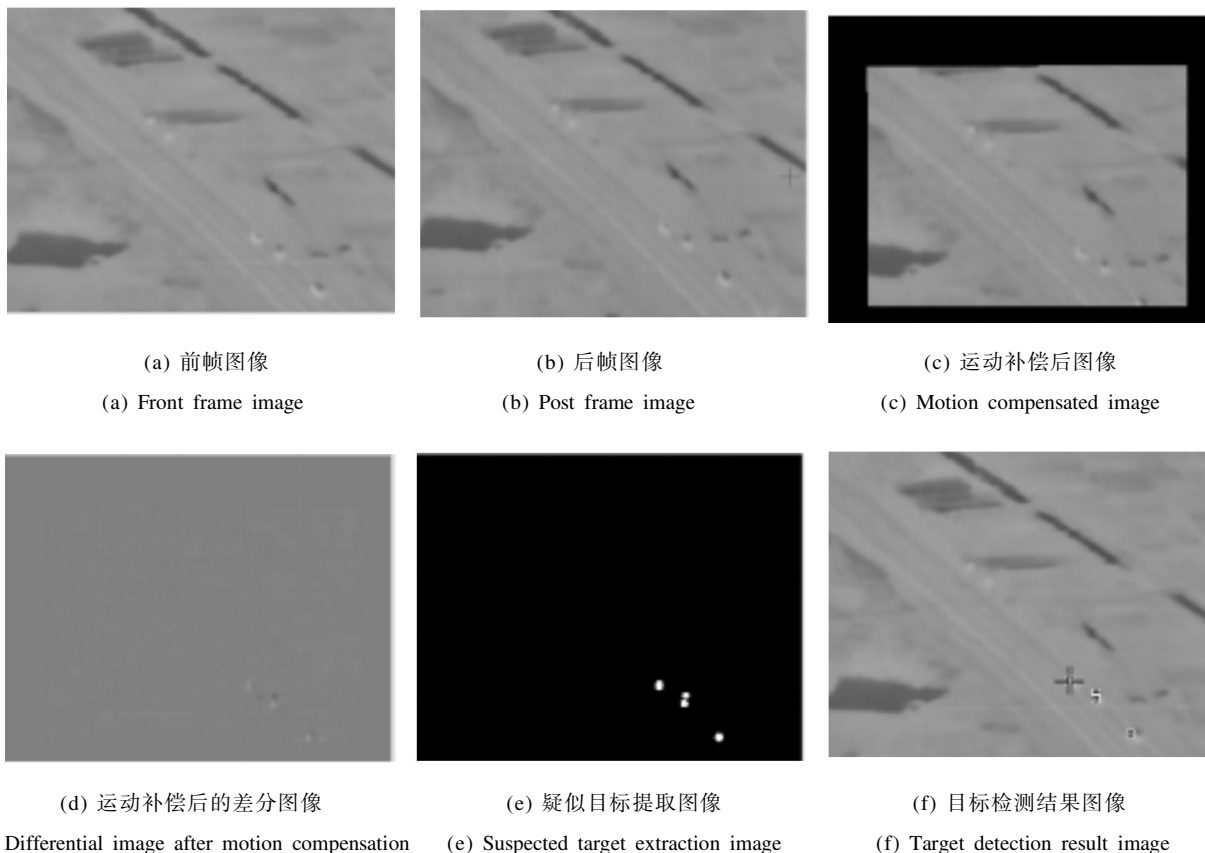 (a) 前帧图像
(b) 后帧图像
(c) 运动补偿后图像
(a) Front frame image
(b) Post frame image
(c) Motion compensated image
(d) 运动补偿后的差分图像
(e) 疑似目标提取图像
(f) 目标检测结果图像
Differential image after motion compensation
(e) Suspected target extraction image
(f) Target detection result image